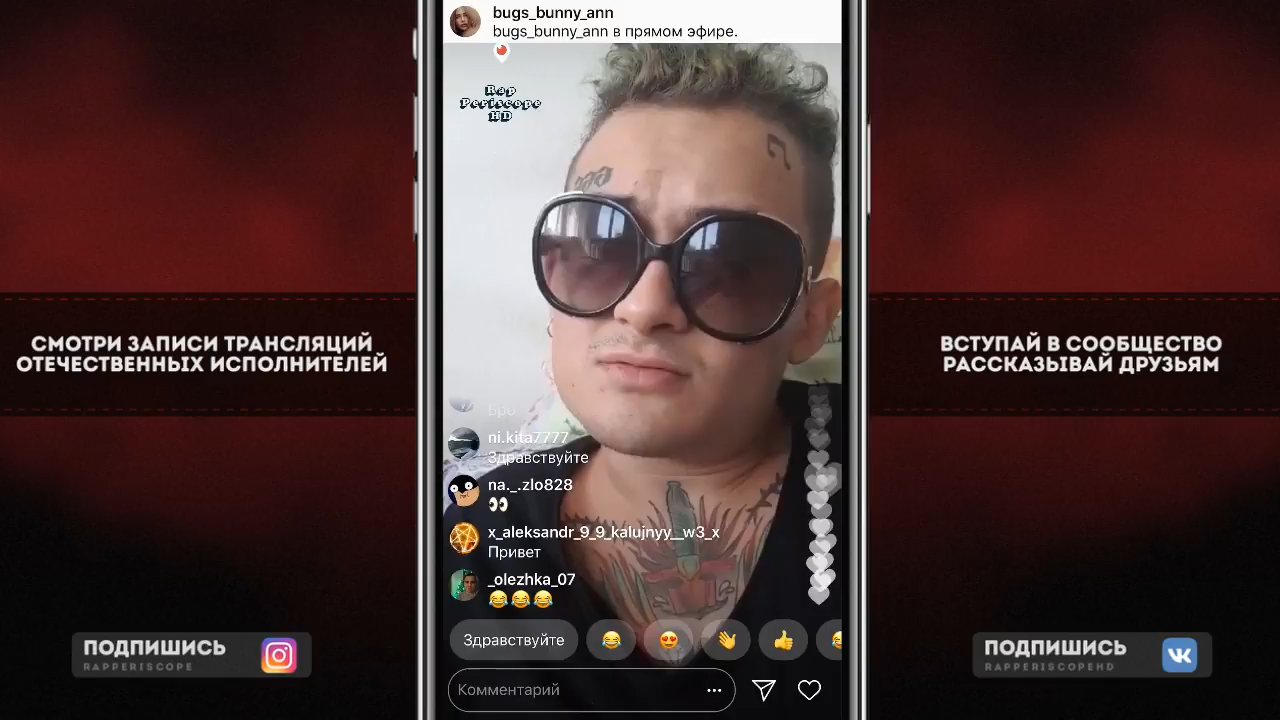 bugs_bunny_ann
bugs_bunny_ann в прямом эфире.
Rap
Periscope
HD
СМОТРИ ЗАПИСИ ТРАНСЛЯЦИЙ
ОТЕЧЕСТВЕННЫХ ИСПОЛНИТЕЛЕЙ
ВСТУПАЙ В СООБЩЕСТВО
РАССКАЗЫВАЙ ДРУЗЬЯМ
Бро
ni.kita7777
Здравствуйте
na._.zlo828
👀
x_aleksandr_9_9_kalujnyy__w3_x
Привет
_olezhka_07
😂😂😂
Здравствуйте 😂 😍 👋 👍 😂
Комментарий
ПОДПИШИСЬ
RAPPERISCOPE
ПОДПИШИСЬ
RAPPERISCOPEHD